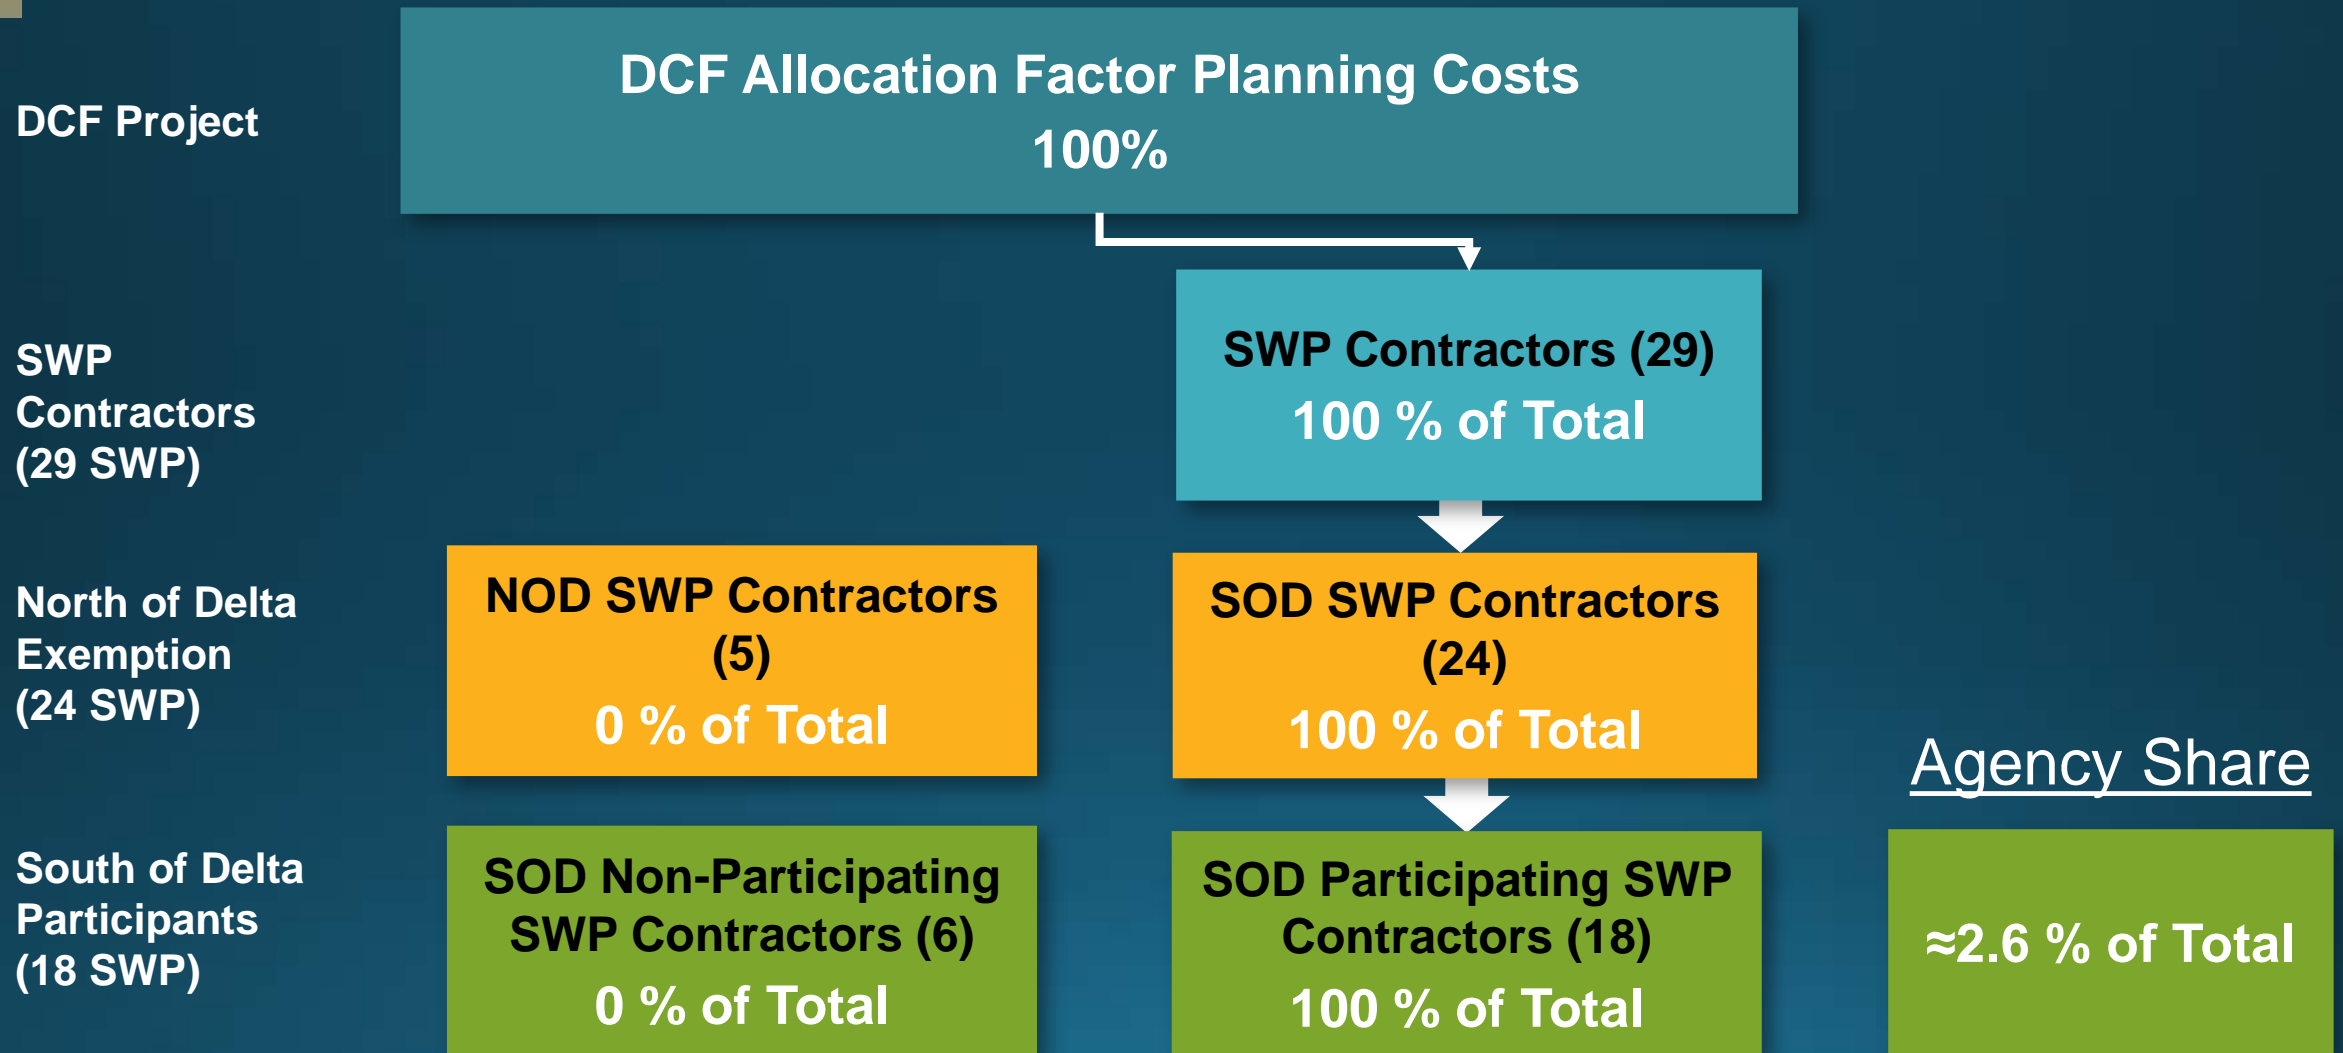 DCF Project
DCF Allocation Factor Planning Costs
100%
SWP
Contractors
(29 SWP)
SWP Contractors (29)
100 % of Total
North of Delta
Exemption
(24 SWP)
NOD SWP Contractors
(5)
0 % of Total
SOD SWP Contractors
(24)
100 % of Total
Agency Share
South of Delta
Participants
(18 SWP)
SOD Non-Participating
SWP Contractors (6)
0 % of Total
SOD Participating SWP
Contractors (18)
100 % of Total
≈2.6 % of Total